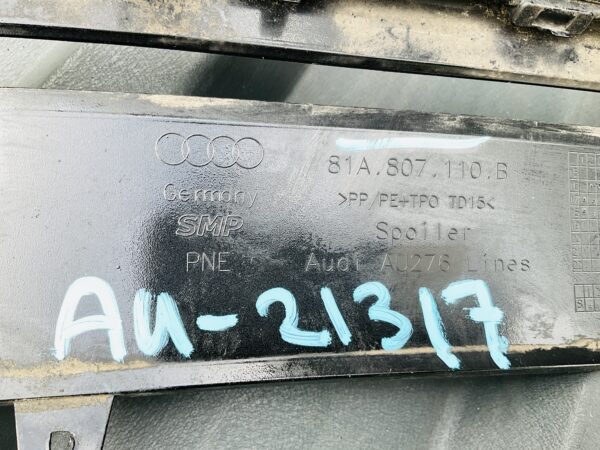 81A.807.110.B
Germany
>PP/PE+TPO TD15<
SMP
Spoiler
PNE
Audi AU276 Lines
AU-21317